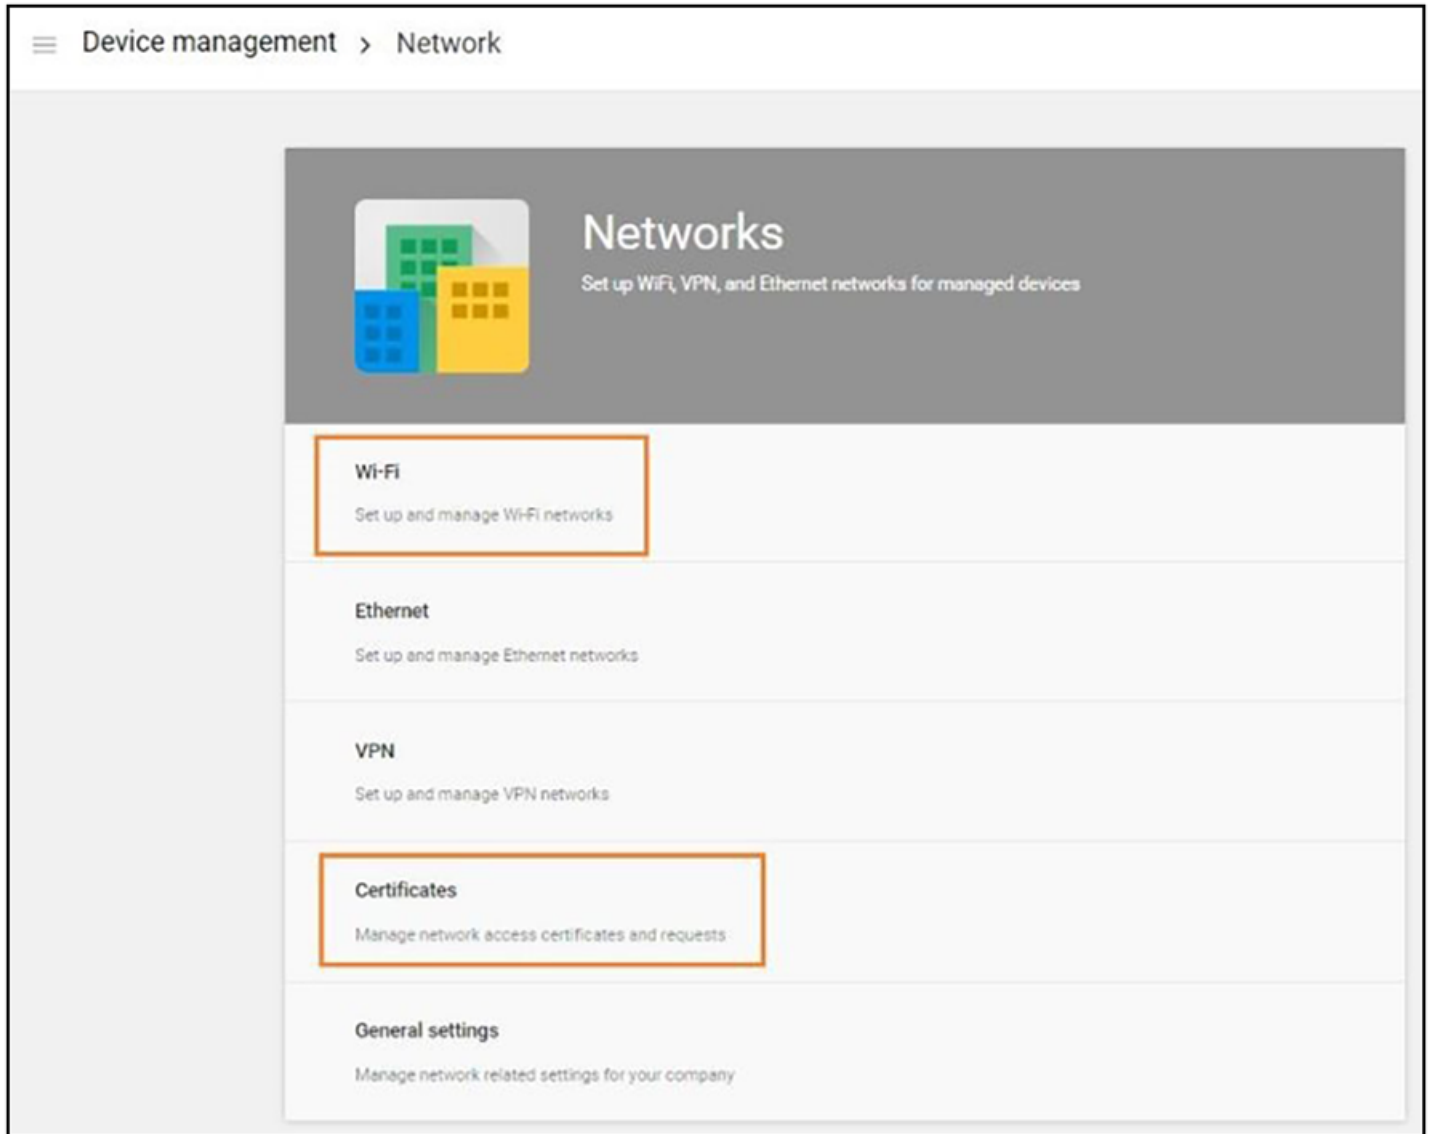 Device management > Network
Networks
Set up WiFi, VPN, and Ethernet networks for managed devices
Wi-Fi
Set up and manage Wi-Fi networks
Ethernet
Set up and manage Ethernet networks
VPN
Set up and manage VPN networks
Certificates
Manage network access certificates and requests
General settings
Manage network related settings for your company